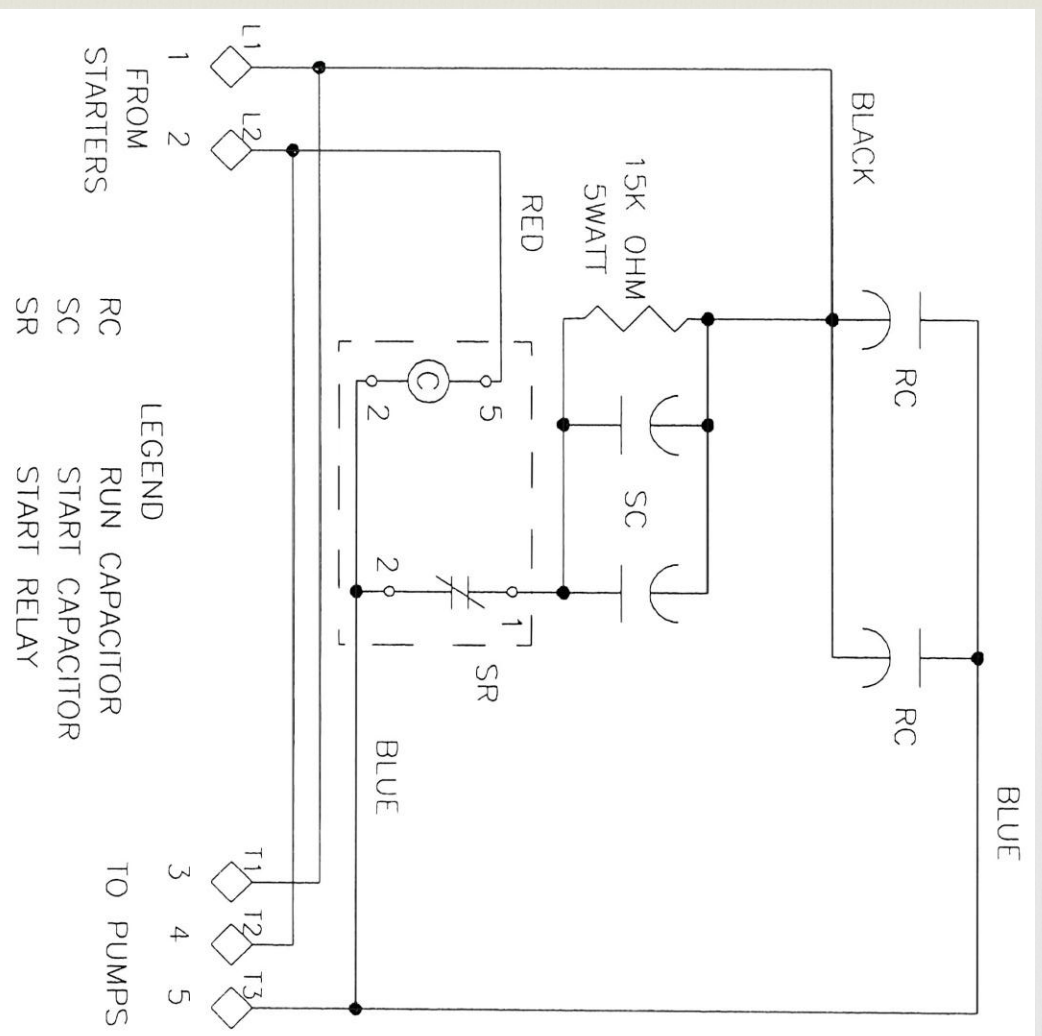 BLUE
RC
RC
BLACK
15K OHM
5WATT
SC
RED
5
1
SR
C
2
2
BLUE
L1
L2
T1
T2
T3
1
2
3
4
5
FROM
STARTERS
TO PUMPS
LEGEND
RC RUN CAPACITOR
SC START CAPACITOR
SR START RELAY